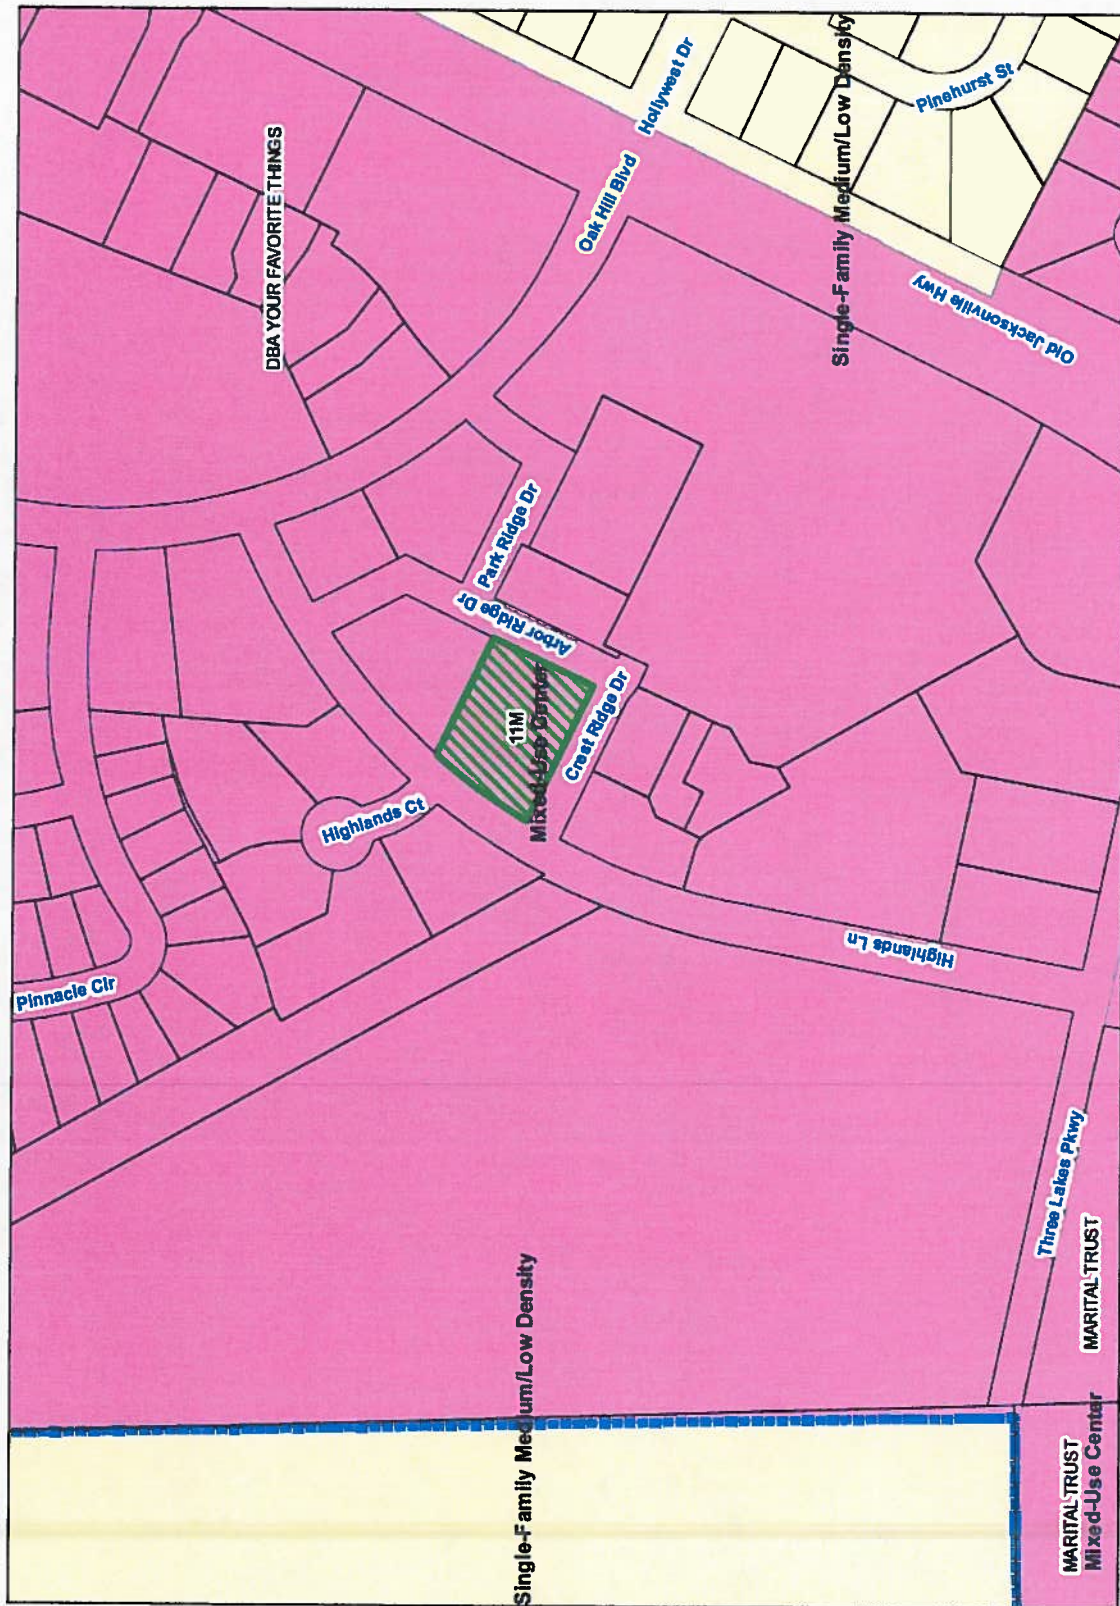 Hollywest Dr
Pinehurst St
Single-Family Medium/Low Density
Oak Hill Blvd
DBA YOUR FAVORITE THINGS
Old Jacksonville Hwy
Park Ridge Dr
Arbor Ridge Dr
11M
Mixed-Use Center
Crest Ridge Dr
Highlands Ct
Highlands Ln
Pinnacle Cir
Three Lakes Pkwy
MARITAL TRUST
Single-Family Medium/Low Density
MARITAL TRUST
Mixed-Use Center